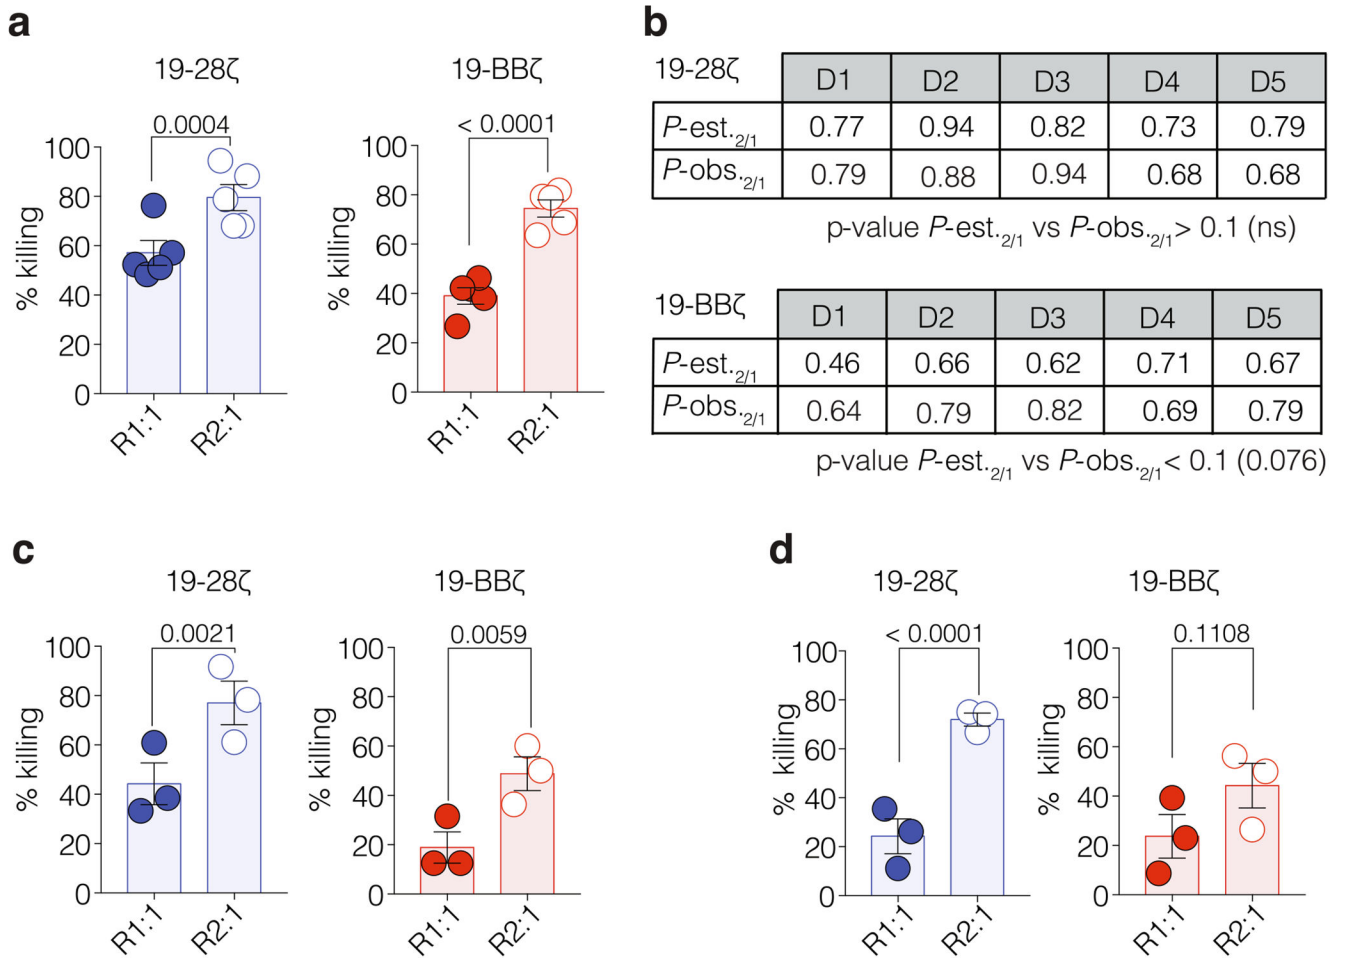 a
19-28ζ
0.0004
% killing
100
80
60
40
20
0
R1:1
R2:1
19-BBζ
< 0.0001
% killing
100
80
60
40
20
0
R1:1
R2:1
b
19-28ζ D1 D2 D3 D4 D5
P-est.2/1 0.77 0.94 0.82 0.73 0.79
P-obs.2/1 0.79 0.88 0.94 0.68 0.68
p-value P-est.2/1 vs P-obs.2/1> 0.1 (ns)
19-BBζ D1 D2 D3 D4 D5
P-est.2/1 0.46 0.66 0.62 0.71 0.67
P-obs.2/1 0.64 0.79 0.82 0.69 0.79
p-value P-est.2/1 vs P-obs.2/1< 0.1 (0.076)
c
19-28ζ
0.0021
% killing
100
80
60
40
20
0
R1:1
R2:1
19-BBζ
0.0059
% killing
100
80
60
40
20
0
R1:1
R2:1
d
19-28ζ
< 0.0001
% killing
100
80
60
40
20
0
R1:1
R2:1
19-BBζ
0.1108
% killing
100
80
60
40
20
0
R1:1
R2:1